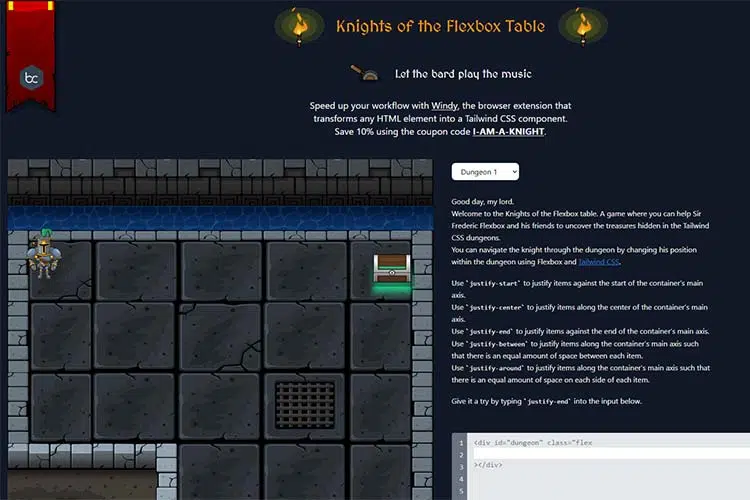 Knights of the Flexbox Table
bc
Let the bard play the music
Speed up your workflow with Windy, the browser extension that
transforms any HTML element into a Tailwind CSS component.
Save 10% using the coupon code I-AM-A-KNIGHT.
Dungeon 1
Good day, my lord.
Welcome to the Knights of the Flexbox table. A game where you can help Sir
Frederic Flexbox and his friends to uncover the treasures hidden in the Tailwind
CSS dungeons.
You can navigate the knight through the dungeon by changing his position
within the dungeon using Flexbox and Tailwind CSS.
Use `justify-start` to justify items against the start of the container's main
axis.
Use `justify-center` to justify items along the center of the container's main
axis.
Use `justify-end` to justify items against the end of the container's main axis.
Use `justify-between` to justify items along the container's main axis such
that there is an equal amount of space between each item.
Use `justify-around` to justify items along the container's main axis such that
there is an equal amount of space on each side of each item.
Give it a try by typing `justify-end` into the input below.
1 <div id="dungeon" class="flex
2
3 ></div>
4
5